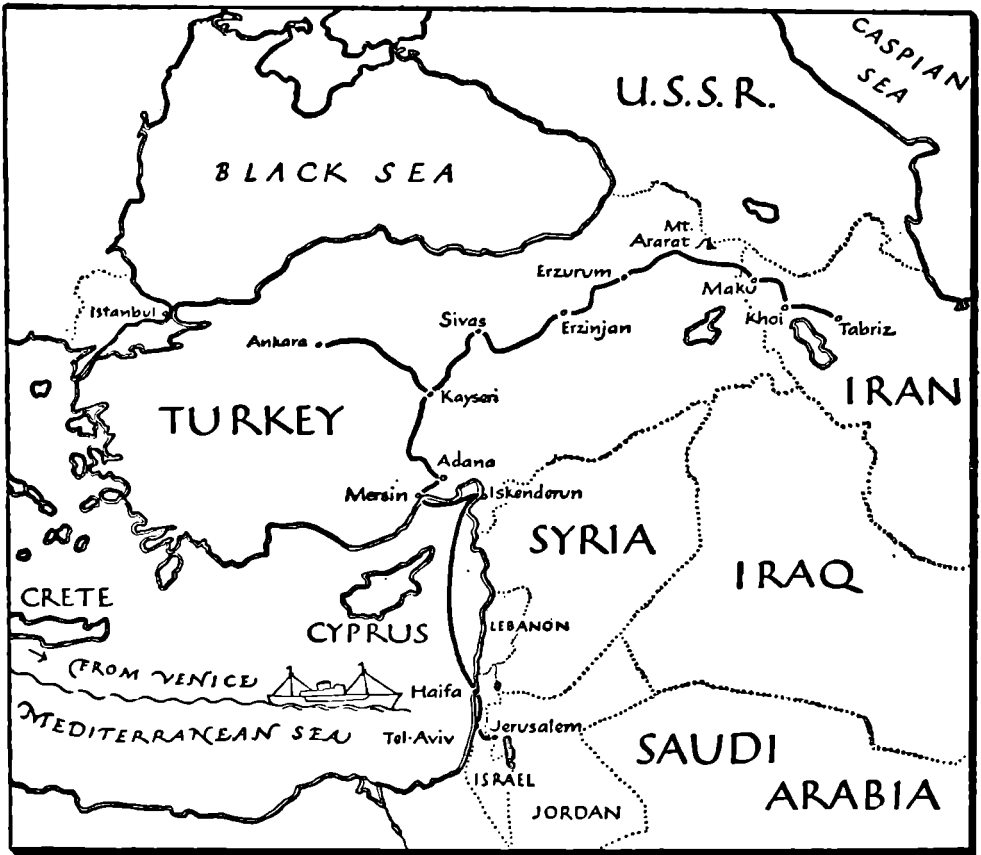 CASPIAN
SEA
U.S.S.R.
BLACK SEA
Mt.
Ararat
Erzurum
Maku
Istanbul
Sivas
Erzinjan
Khoi
Tabriz
Ankara
Kayseri
IRAN
TURKEY
Adana
Mersin
Iskenderun
SYRIA
IRAQ
CRETE
CYPRUS
LEBANON
FROM VENICE
Haifa
MEDITERRANEAN SEA
Tel-Aviv
Jerusalem
SAUDI
ARABIA
ISRAEL
JORDAN